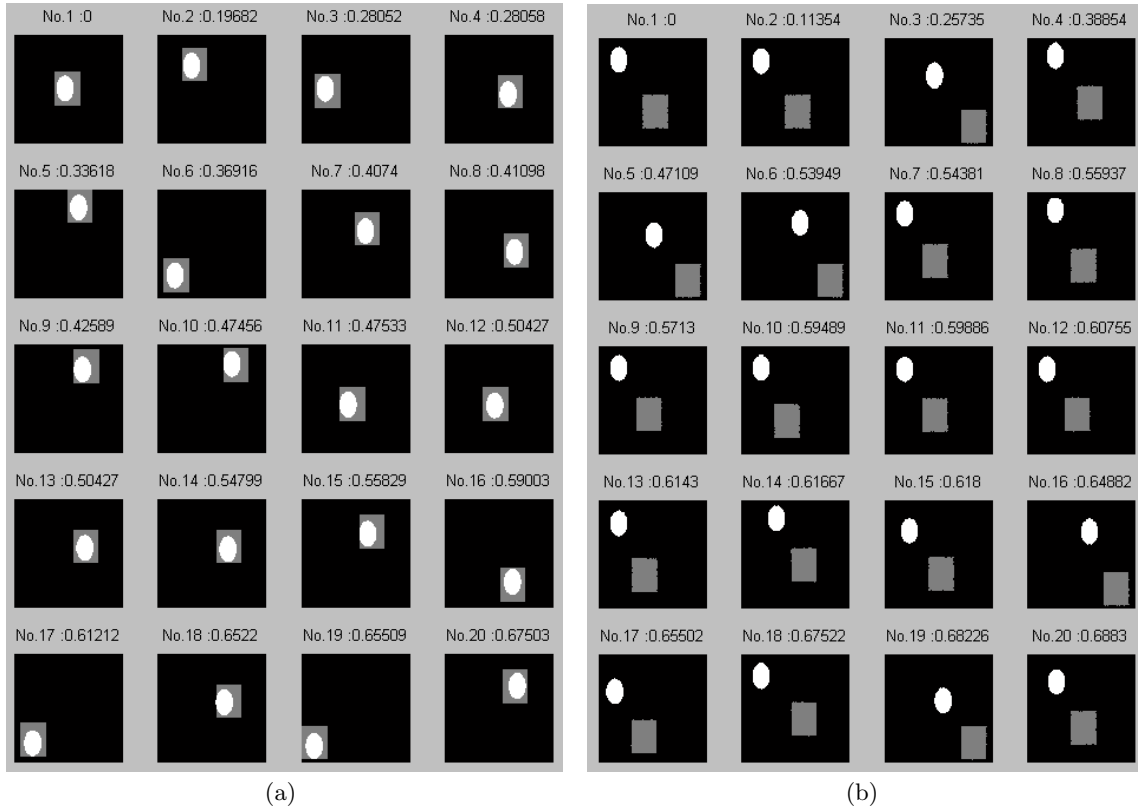 No.1 :0 No.2 :0.19682 No.3 :0.28052 No.4 :0.28058
No.5 :0.33618 No.6 :0.36916 No.7 :0.4074 No.8 :0.41098
No.9 :0.42589 No.10 :0.47456 No.11 :0.47533 No.12 :0.50427
No.13 :0.50427 No.14 :0.54799 No.15 :0.55829 No.16 :0.59003
No.17 :0.61212 No.18 :0.6522 No.19 :0.65509 No.20 :0.67503
(a)
No.1 :0 No.2 :0.11354 No.3 :0.25735 No.4 :0.38854
No.5 :0.47109 No.6 :0.53949 No.7 :0.54381 No.8 :0.55937
No.9 :0.5713 No.10 :0.59489 No.11 :0.59886 No.12 :0.60755
No.13 :0.6143 No.14 :0.61667 No.15 :0.618 No.16 :0.64882
No.17 :0.65502 No.18 :0.67522 No.19 :0.68226 No.20 :0.6883
(b)